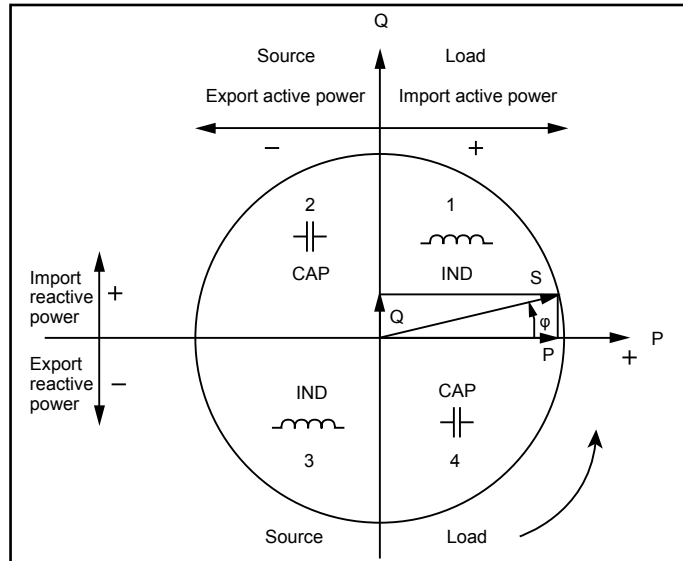 Q
Source Load
Export active power Import active power
− +
2 1
CAP IND S
Import
reactive
power
+
Q φ
P P
+
Export
reactive
power
−
IND CAP
3 4
Source Load